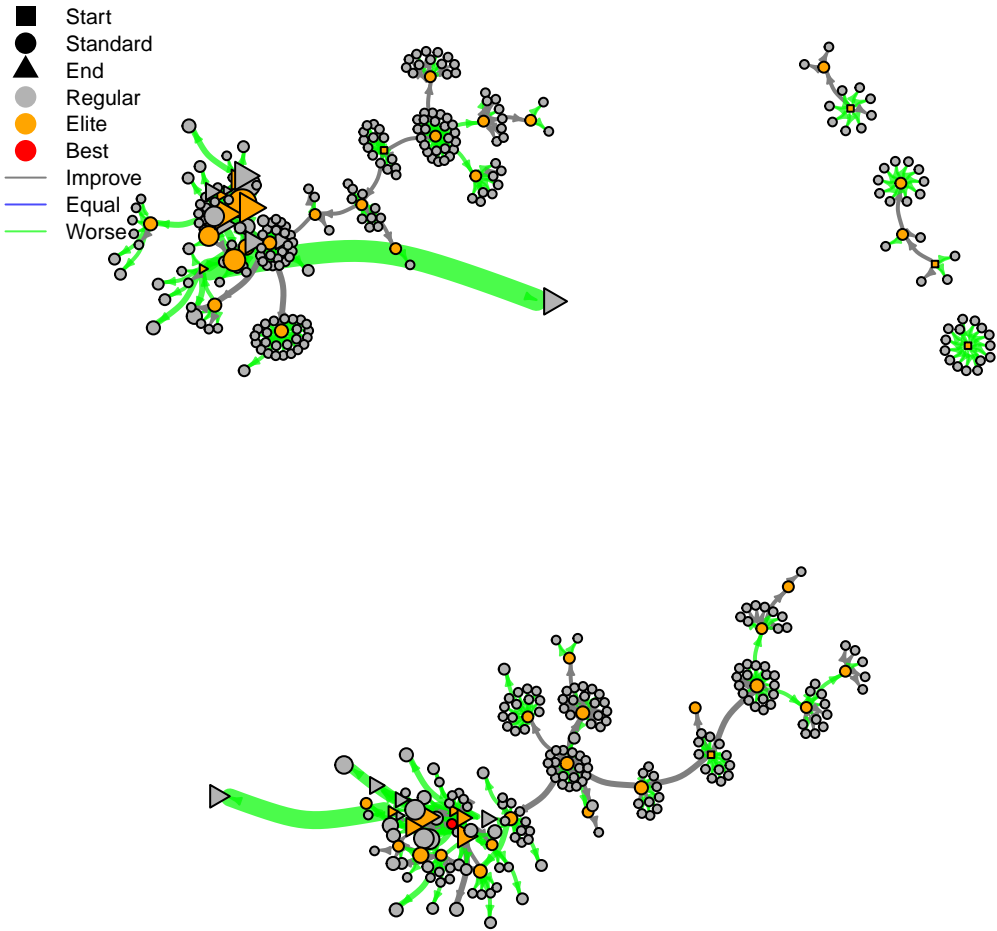 Start
Standard
End
Regular
Elite
Best
Improve
Equal
Worse